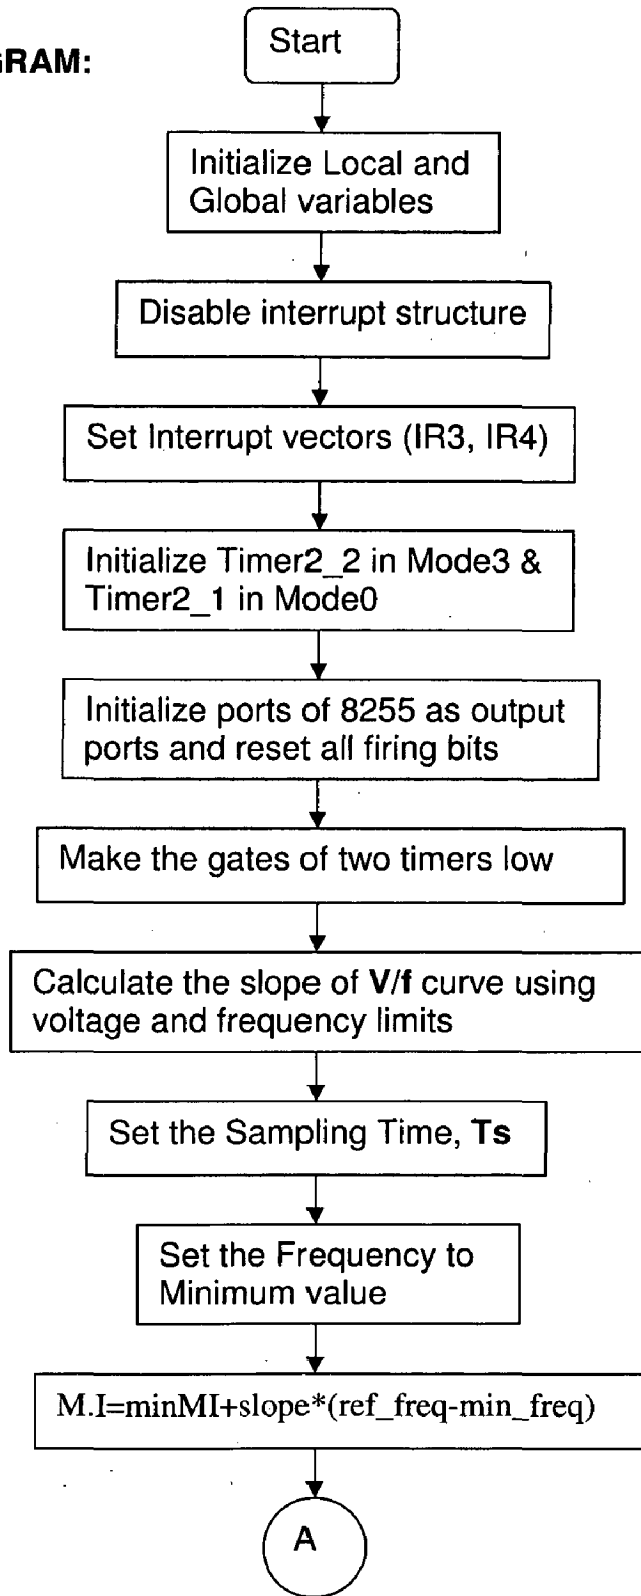 Start
GRAM:
Initialize Local and
Global variables
Disable interrupt structure
Set Interrupt vectors (IR3, IR4)
Initialize Timer2_2 in Mode3 &
Timer2_1 in Mode0
Initialize ports of 8255 as output
ports and reset all firing bits
Make the gates of two timers low
Calculate the slope of V/f curve using
voltage and frequency limits
Set the Sampling Time, Ts
Set the Frequency to
Minimum value
M.I=minMI+slope*(ref_freq-min_freq)
A